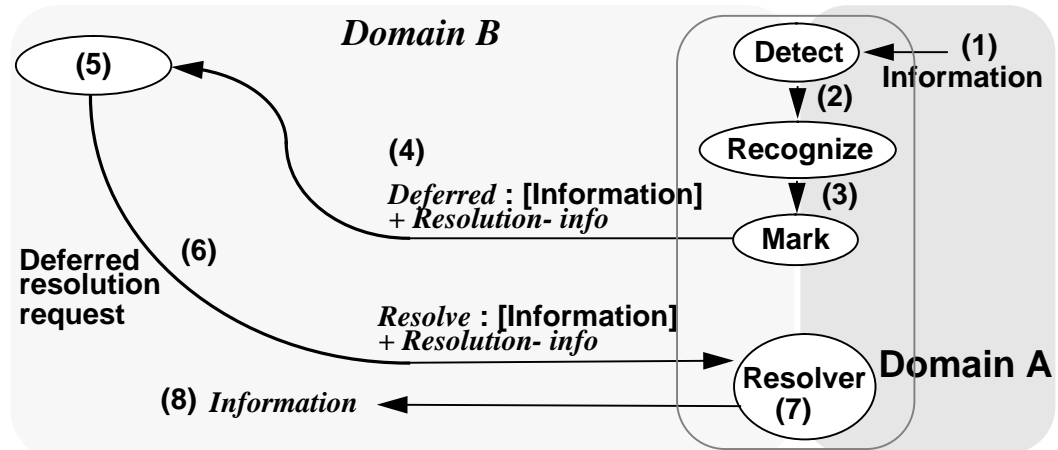 Domain B
Detect
(1)
Information
(5)
(2)
Recognize
(4)
Deferred : [Information]
+ Resolution- info
(3)
Mark
(6)
Deferred
resolution
request
Resolve : [Information]
+ Resolution- info
Domain A
Resolver
(7)
(8) Information